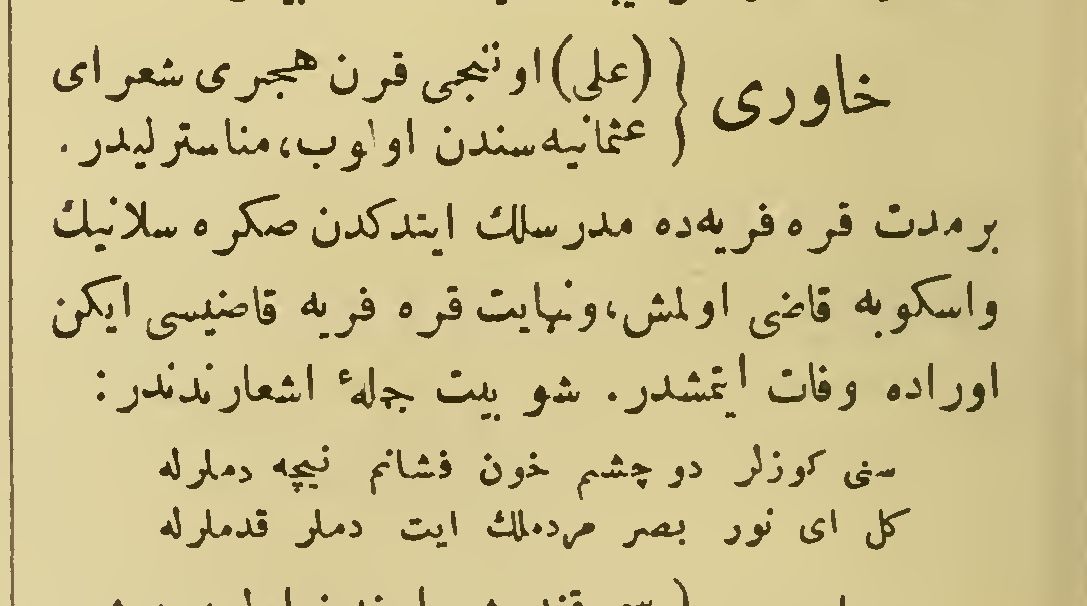 خاوری { (علی) اوننجی قرن هجری شعرای
عثمانیه‌سندن اولوب، مناسترلیدر.
بر مدت قره فریه‌ده مدرسلك ایتدکدن صکره سلانیك
واسکوبه قاضی اولمش، ونهایت قره فریه قاضیسی ایکن
اوراده وفات ایتمشدر. شو بیت جملهٔ اشعارندندر:
سنی کوزلر دو چشم خون فشانم نیچه دملرله
کل ای نور بصر مردملك ایت دملر قدملرله